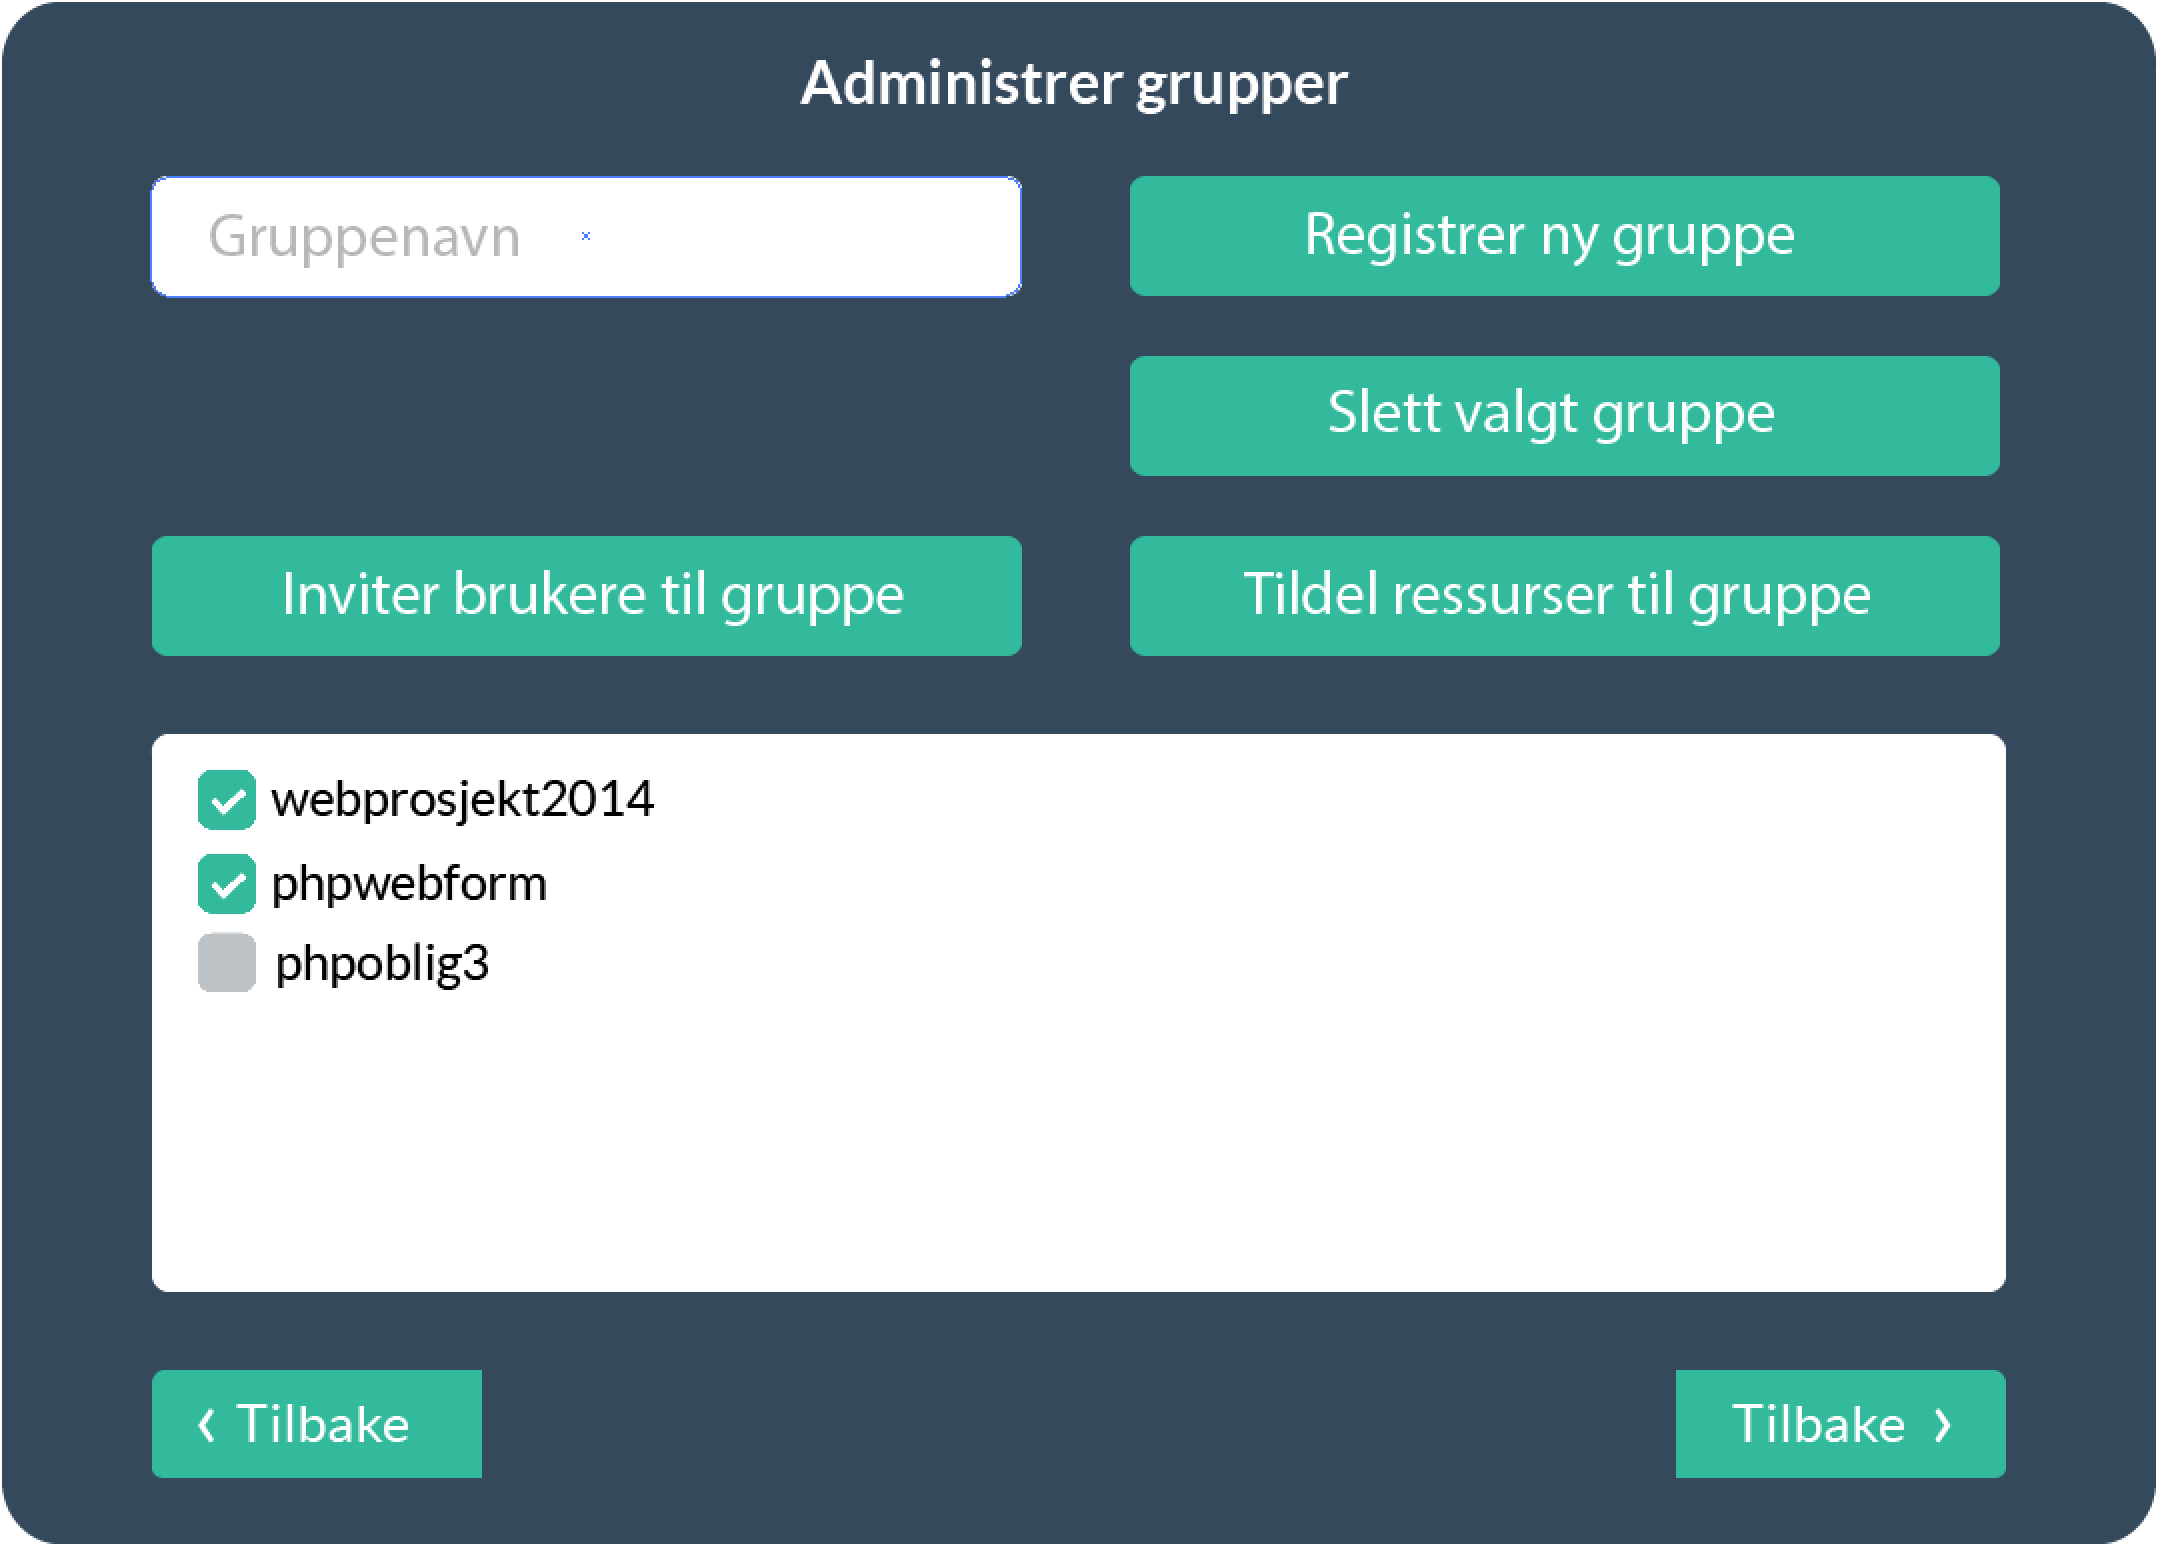 Administrer grupper
Gruppenavn
Registrer ny gruppe
Slett valgt gruppe
Inviter brukere til gruppe
Tildel ressurser til gruppe
webprosjekt2014
phpwebform
phpoblig3
‹ Tilbake
Tilbake ›